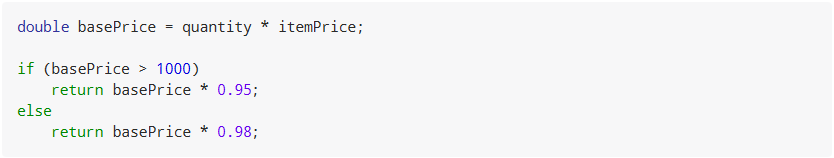 double basePrice = quantity * itemPrice;
if (basePrice > 1000)
    return basePrice * 0.95;
else
    return basePrice * 0.98;